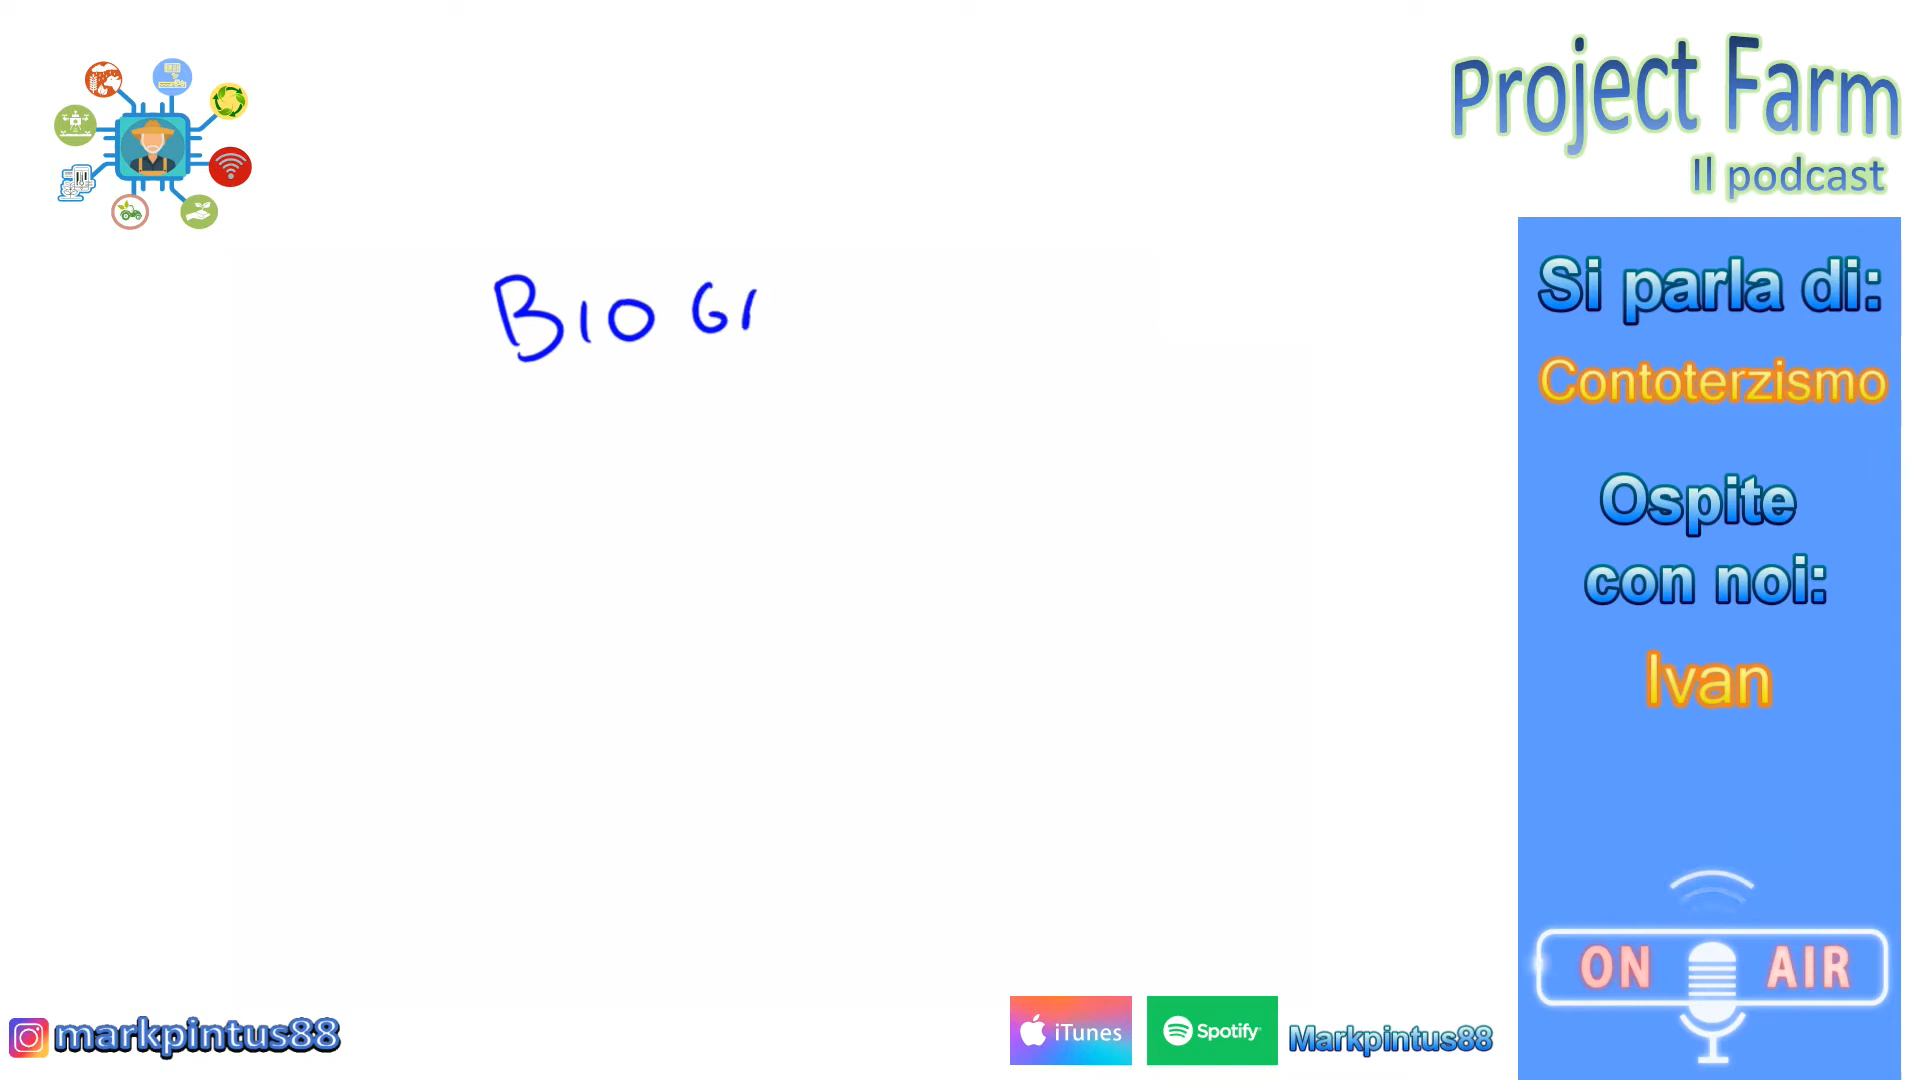 Project Farm
Il podcast
BIO G
Si parla di:
Contoterzismo
Ospite
con noi:
Ivan
ON AIR
markpintus88
iTunes
Spotify
Markpintus88